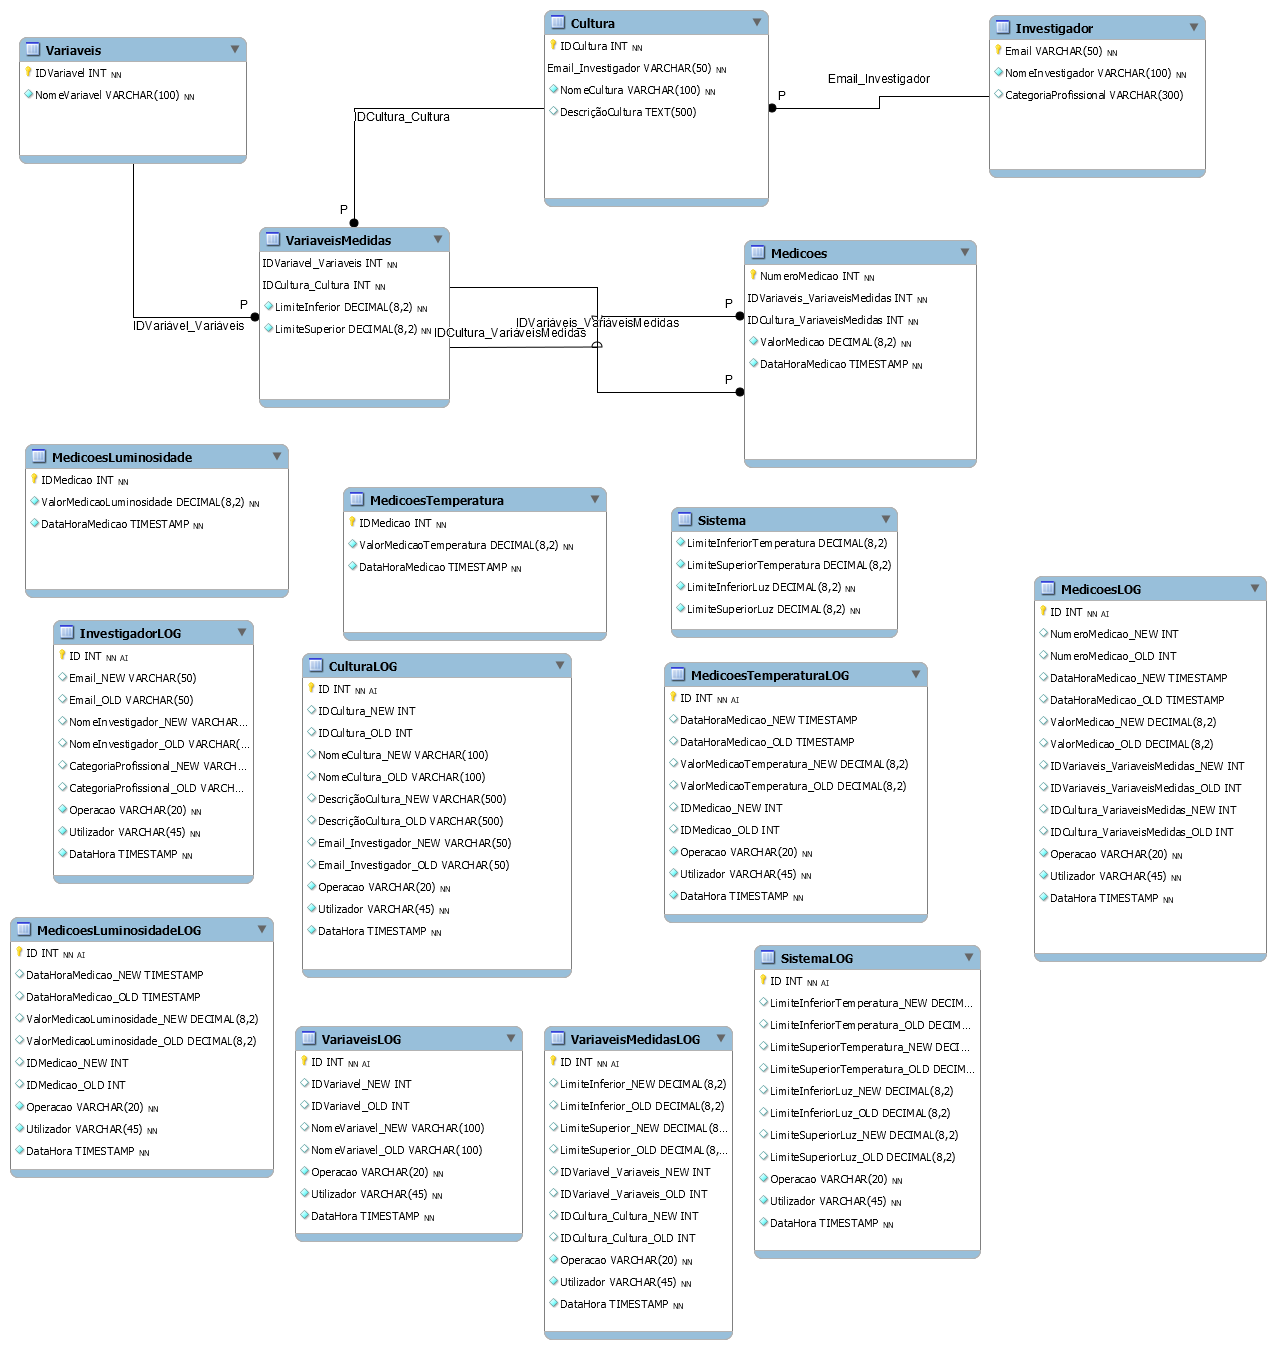 Variaveis
IDVariavel INT NN
NomeVariavel VARCHAR(100) NN
Cultura
IDCultura INT NN
Email_Investigador VARCHAR(50) NN
NomeCultura VARCHAR(100) NN
DescriçãoCultura TEXT(500)
Investigador
Email VARCHAR(50) NN
NomeInvestigador VARCHAR(100) NN
CategoriaProfissional VARCHAR(300)
Email_Investigador
P
IDCultura_Cultura
P
P
IDVariável_Variáveis
VariaveisMedidas
IDVariavel_Variaveis INT NN
IDCultura_Cultura INT NN
LimiteInferior DECIMAL(8,2) NN
LimiteSuperior DECIMAL(8,2) NN
P
IDVariáveis_VariáveisMedidas
IDCultura_VariáveisMedidas
P
Medicoes
NumeroMedicao INT NN
IDVariaveis_VariaveisMedidas INT NN
IDCultura_VariaveisMedidas INT NN
ValorMedicao DECIMAL(8,2) NN
DataHoraMedicao TIMESTAMP NN
MedicoesLuminosidade
IDMedicao INT NN
ValorMedicaoLuminosidade DECIMAL(8,2) NN
DataHoraMedicao TIMESTAMP NN
MedicoesTemperatura
IDMedicao INT NN
ValorMedicaoTemperatura DECIMAL(8,2) NN
DataHoraMedicao TIMESTAMP NN
Sistema
LimiteInferiorTemperatura DECIMAL(8,2)
LimiteSuperiorTemperatura DECIMAL(8,2)
LimiteInferiorLuz DECIMAL(8,2) NN
LimiteSuperiorLuz DECIMAL(8,2) NN
MedicoesLOG
ID INT NN AI
NumeroMedicao_NEW INT
NumeroMedicao_OLD INT
DataHoraMedicao_NEW TIMESTAMP
DataHoraMedicao_OLD TIMESTAMP
ValorMedicao_NEW DECIMAL(8,2)
ValorMedicao_OLD DECIMAL(8,2)
IDVariaveis_VariaveisMedidas_NEW INT
IDVariaveis_VariaveisMedidas_OLD INT
IDCultura_VariaveisMedidas_NEW INT
IDCultura_VariaveisMedidas_OLD INT
Operacao VARCHAR(20) NN
Utilizador VARCHAR(45) NN
DataHora TIMESTAMP NN
InvestigadorLOG
ID INT NN AI
Email_NEW VARCHAR(50)
Email_OLD VARCHAR(50)
NomeInvestigador_NEW VARCHAR...
NomeInvestigador_OLD VARCHAR(...
CategoriaProfissional_NEW VARCH...
CategoriaProfissional_OLD VARCH...
Operacao VARCHAR(20) NN
Utilizador VARCHAR(45) NN
DataHora TIMESTAMP NN
CulturaLOG
ID INT NN AI
IDCultura_NEW INT
IDCultura_OLD INT
NomeCultura_NEW VARCHAR(100)
NomeCultura_OLD VARCHAR(100)
DescriçãoCultura_NEW VARCHAR(500)
DescriçãoCultura_OLD VARCHAR(500)
Email_Investigador_NEW VARCHAR(50)
Email_Investigador_OLD VARCHAR(50)
Operacao VARCHAR(20) NN
Utilizador VARCHAR(45) NN
DataHora TIMESTAMP NN
MedicoesTemperaturaLOG
ID INT NN AI
DataHoraMedicao_NEW TIMESTAMP
DataHoraMedicao_OLD TIMESTAMP
ValorMedicaoTemperatura_NEW DECIMAL(8,2)
ValorMedicaoTemperatura_OLD DECIMAL(8,2)
IDMedicao_NEW INT
IDMedicao_OLD INT
Operacao VARCHAR(20) NN
Utilizador VARCHAR(45) NN
DataHora TIMESTAMP NN
MedicoesLuminosidadeLOG
ID INT NN AI
DataHoraMedicao_NEW TIMESTAMP
DataHoraMedicao_OLD TIMESTAMP
ValorMedicaoLuminosidade_NEW DECIMAL(8,2)
ValorMedicaoLuminosidade_OLD DECIMAL(8,2)
IDMedicao_NEW INT
IDMedicao_OLD INT
Operacao VARCHAR(20) NN
Utilizador VARCHAR(45) NN
DataHora TIMESTAMP NN
VariaveisLOG
ID INT NN AI
IDVariavel_NEW INT
IDVariavel_OLD INT
NomeVariavel_NEW VARCHAR(100)
NomeVariavel_OLD VARCHAR(100)
Operacao VARCHAR(20) NN
Utilizador VARCHAR(45) NN
DataHora TIMESTAMP NN
VariaveisMedidasLOG
ID INT NN AI
LimiteInferior_NEW DECIMAL(8,2)
LimiteInferior_OLD DECIMAL(8,2)
LimiteSuperior_NEW DECIMAL(8...
LimiteSuperior_OLD DECIMAL(8,...
IDVariavel_Variaveis_NEW INT
IDVariavel_Variaveis_OLD INT
IDCultura_Cultura_NEW INT
IDCultura_Cultura_OLD INT
Operacao VARCHAR(20) NN
Utilizador VARCHAR(45) NN
DataHora TIMESTAMP NN
SistemaLOG
ID INT NN AI
LimiteInferiorTemperatura_NEW DECIM...
LimiteInferiorTemperatura_OLD DECIM...
LimiteSuperiorTemperatura_NEW DECI...
LimiteSuperiorTemperatura_OLD DECIM...
LimiteInferiorLuz_NEW DECIMAL(8,2)
LimiteInferiorLuz_OLD DECIMAL(8,2)
LimiteSuperiorLuz_NEW DECIMAL(8,2)
LimiteSuperiorLuz_OLD DECIMAL(8,2)
Operacao VARCHAR(20) NN
Utilizador VARCHAR(45) NN
DataHora TIMESTAMP NN